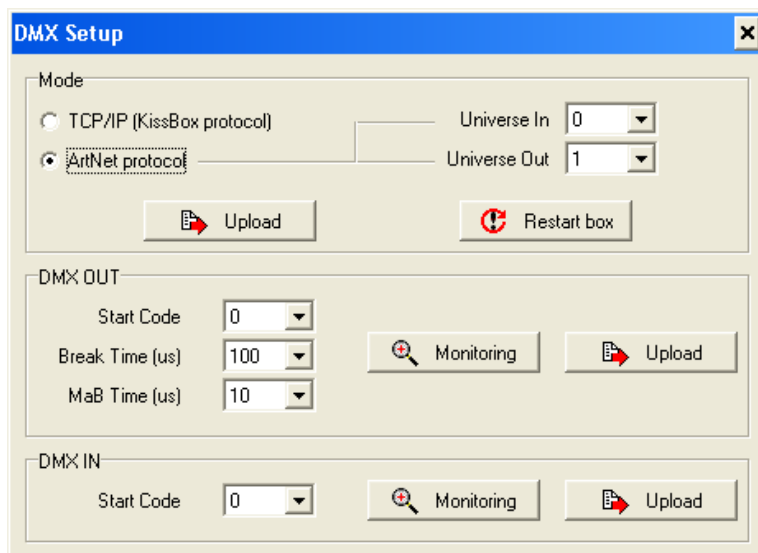 DMX Setup
Mode
TCP/IP (KissBox protocol)
Universe In 0
ArtNet protocol
Universe Out 1
Upload
Restart box
DMX OUT
Start Code 0
Break Time (us) 100
Monitoring
Upload
MaB Time (us) 10
DMX IN
Start Code 0
Monitoring
Upload